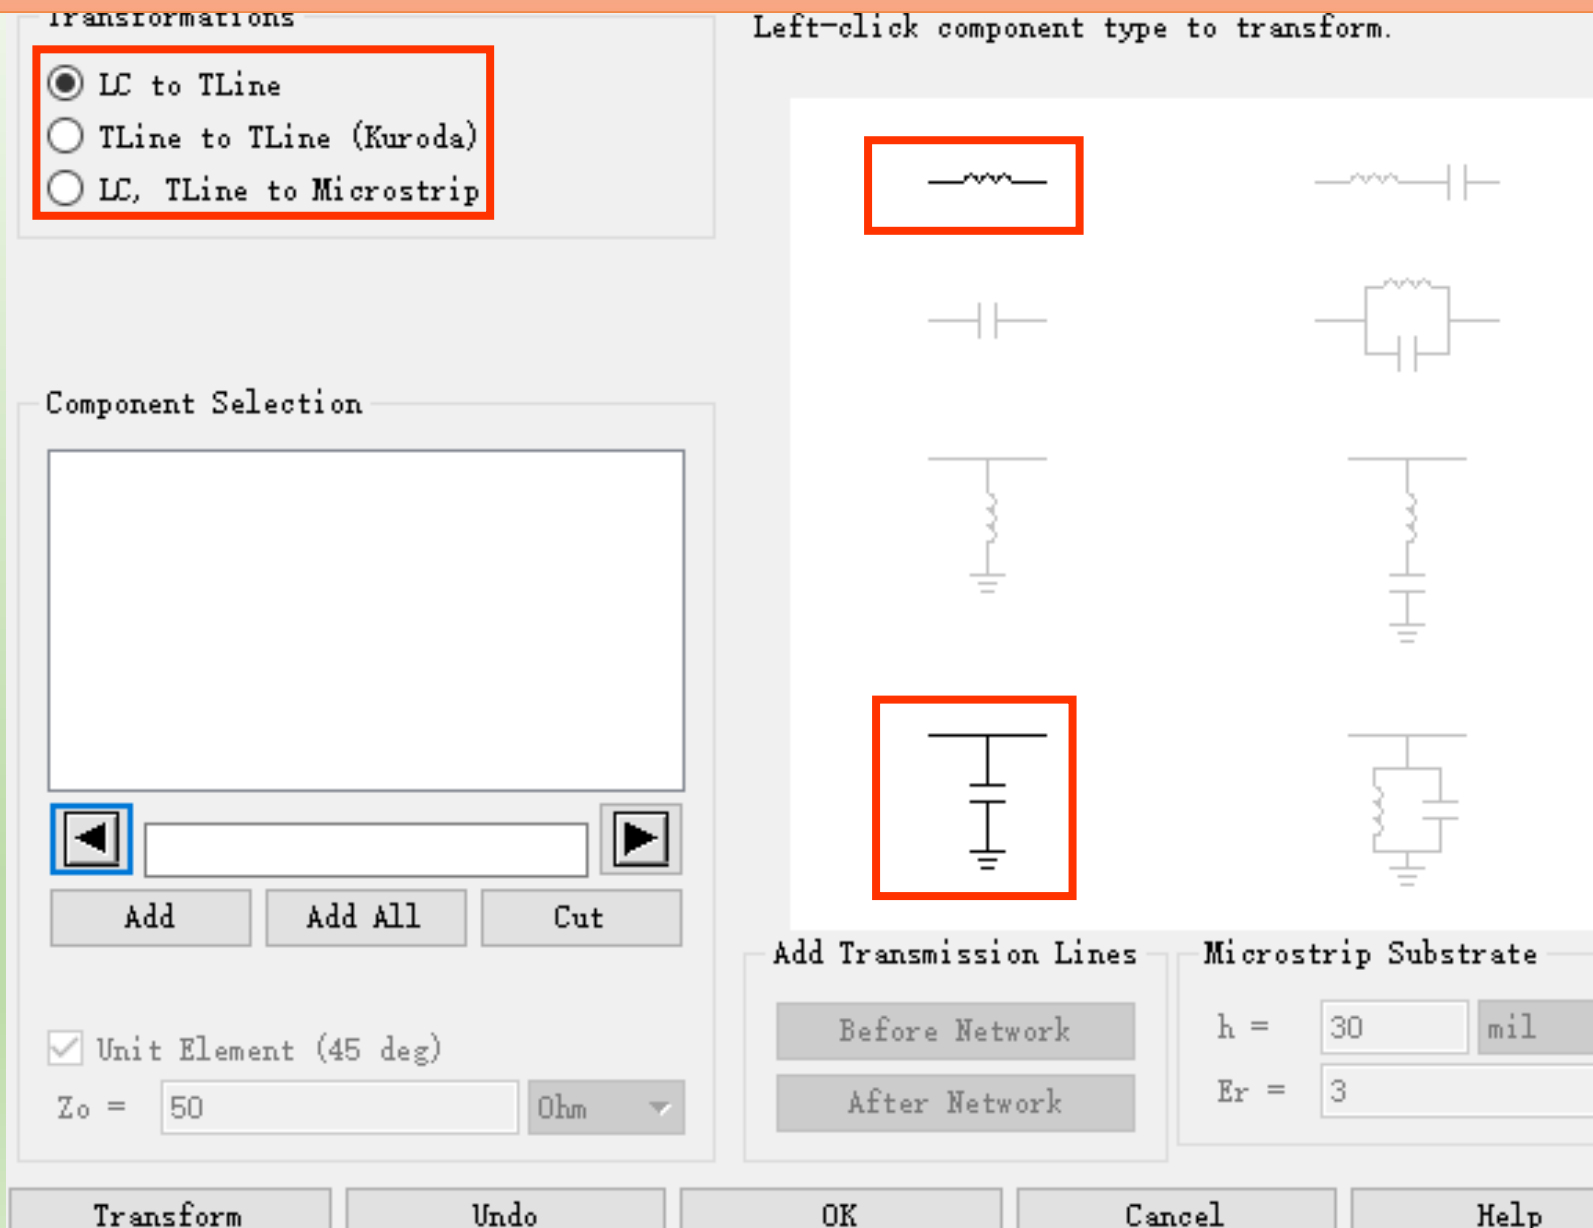 Transformations
LC to TLine
TLine to TLine (Kuroda)
LC, TLine to Microstrip
Left-click component type to transform.
Component Selection
Add
Add All
Cut
Unit Element (45 deg)
Zo =
50
Ohm
Add Transmission Lines
Before Network
After Network
Microstrip Substrate
h =
30
mil
Er =
3
Transform
Undo
OK
Cancel
Help